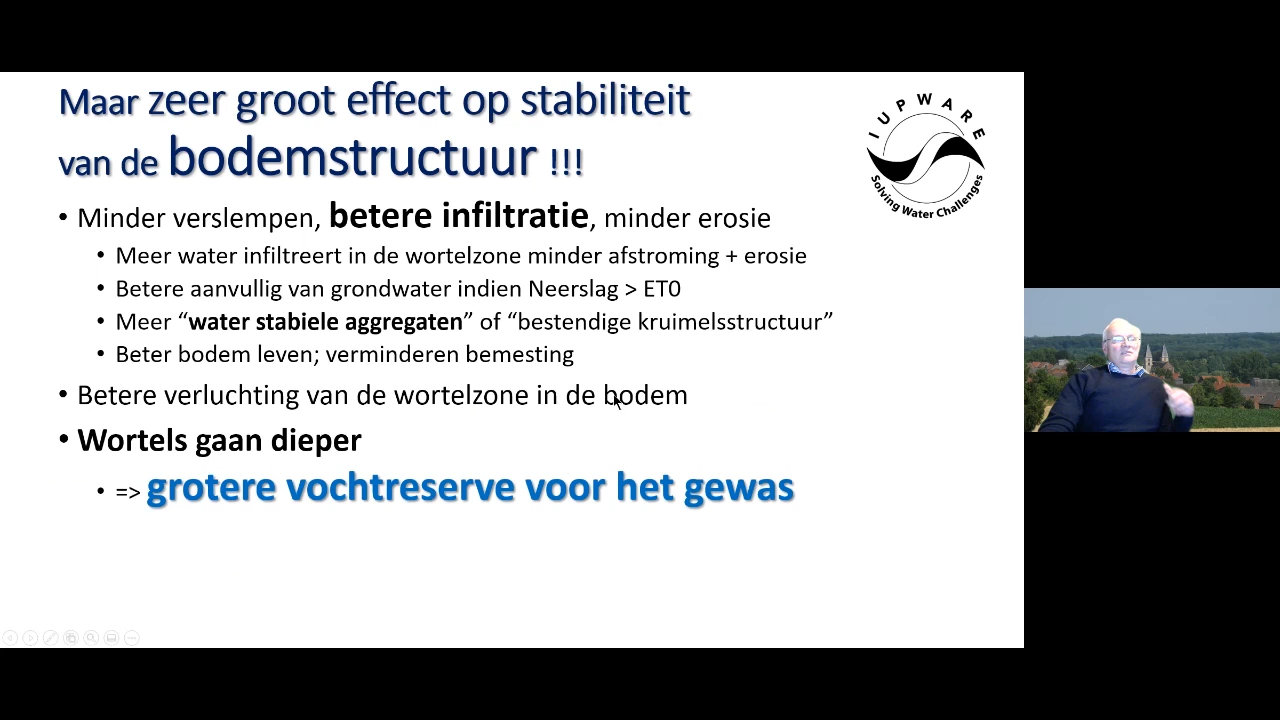 Maar zeer groot effect op stabiliteit
van de bodemstructuur !!!
• Minder verslempen, betere infiltratie, minder erosie
• Meer water infiltreert in de wortelzone minder afstroming + erosie
• Betere aanvullig van grondwater indien Neerslag > ET0
• Meer “water stabiele aggregaten” of “bestendige kruimelsstructuur”
• Beter bodem leven; verminderen bemesting
• Betere verluchting van de wortelzone in de bodem
• Wortels gaan dieper
• => grotere vochtreserve voor het gewas
IUPWARE
Solving Water Challenges